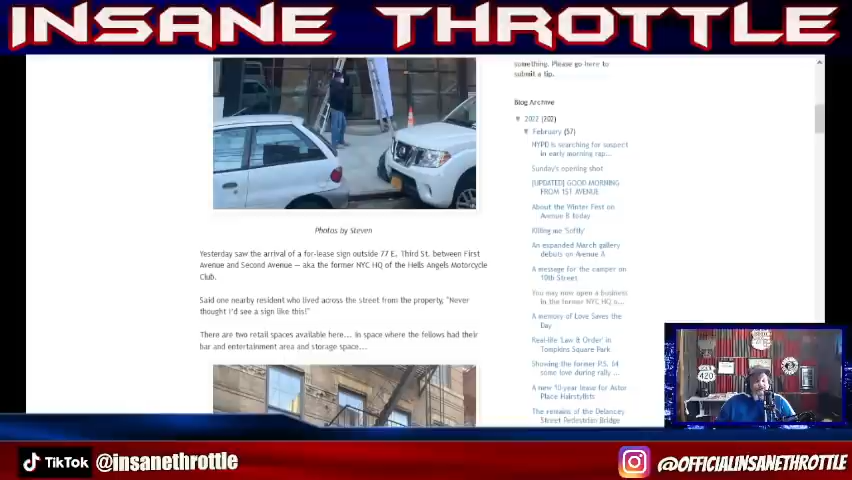 INSANE THROTTLE
something. Please go here to
submit a tip.
Blog Archive
2022 (202)
February (57)
NYPD is searching for suspect
in early morning rap...
Sunday's opening shot
[UPDATED] GOOD MORNING
FROM 1ST AVENUE
About the Winter Fest on
Avenue B today
Killing me 'Softly'
An expanded March gallery
debuts on Avenue A
A message for the camper on
10th Street
You may now open a business
in the former NYC HQ o...
A memory of Love Saves the
Day
Real-life 'Law & Order' in
Tompkins Square Park
Showing the former P.S. 64
some love during rally ...
A new 10-year lease for Astor
Place Hairstylists
The remains of the Delancey
Street Pedestrian Bridge
Photos by Steven
Yesterday saw the arrival of a for-lease sign outside 77 E. Third St. between First
Avenue and Second Avenue — aka the former NYC HQ of the Hells Angels Motorcycle
Club.
Said one nearby resident who lived across the street from the property, "Never
thought I'd see a sign like this!"
There are two retail spaces available here... in space where the fellows had their
bar and entertainment area and storage space...
420
TikTok @insanethrottle
@OFFICIALINSANETHROTTLE